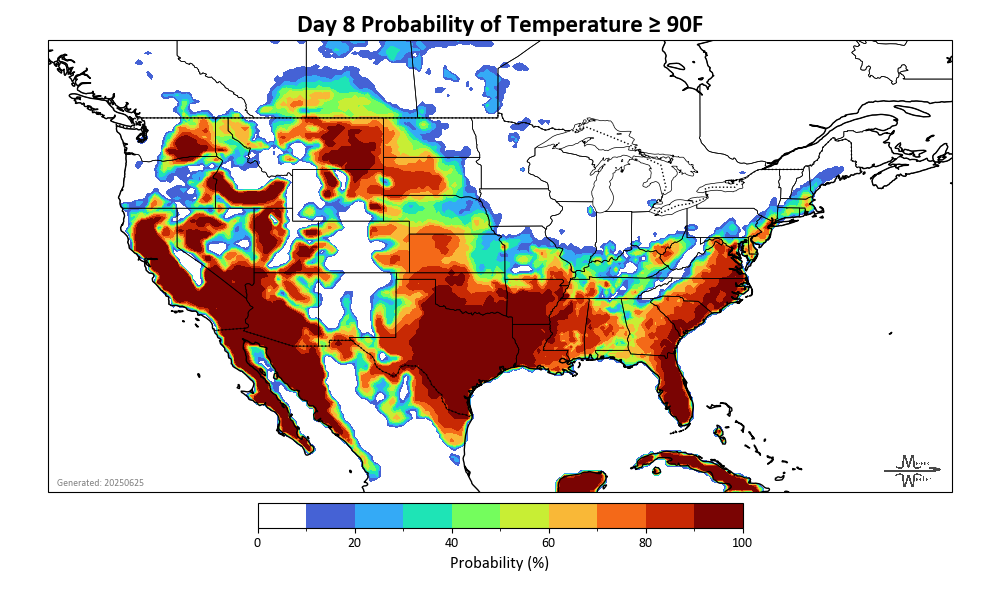 Day 8 Probability of Temperature ≥ 90F
Generated: 20250625
0 20 40 60 80 100
Probability (%)